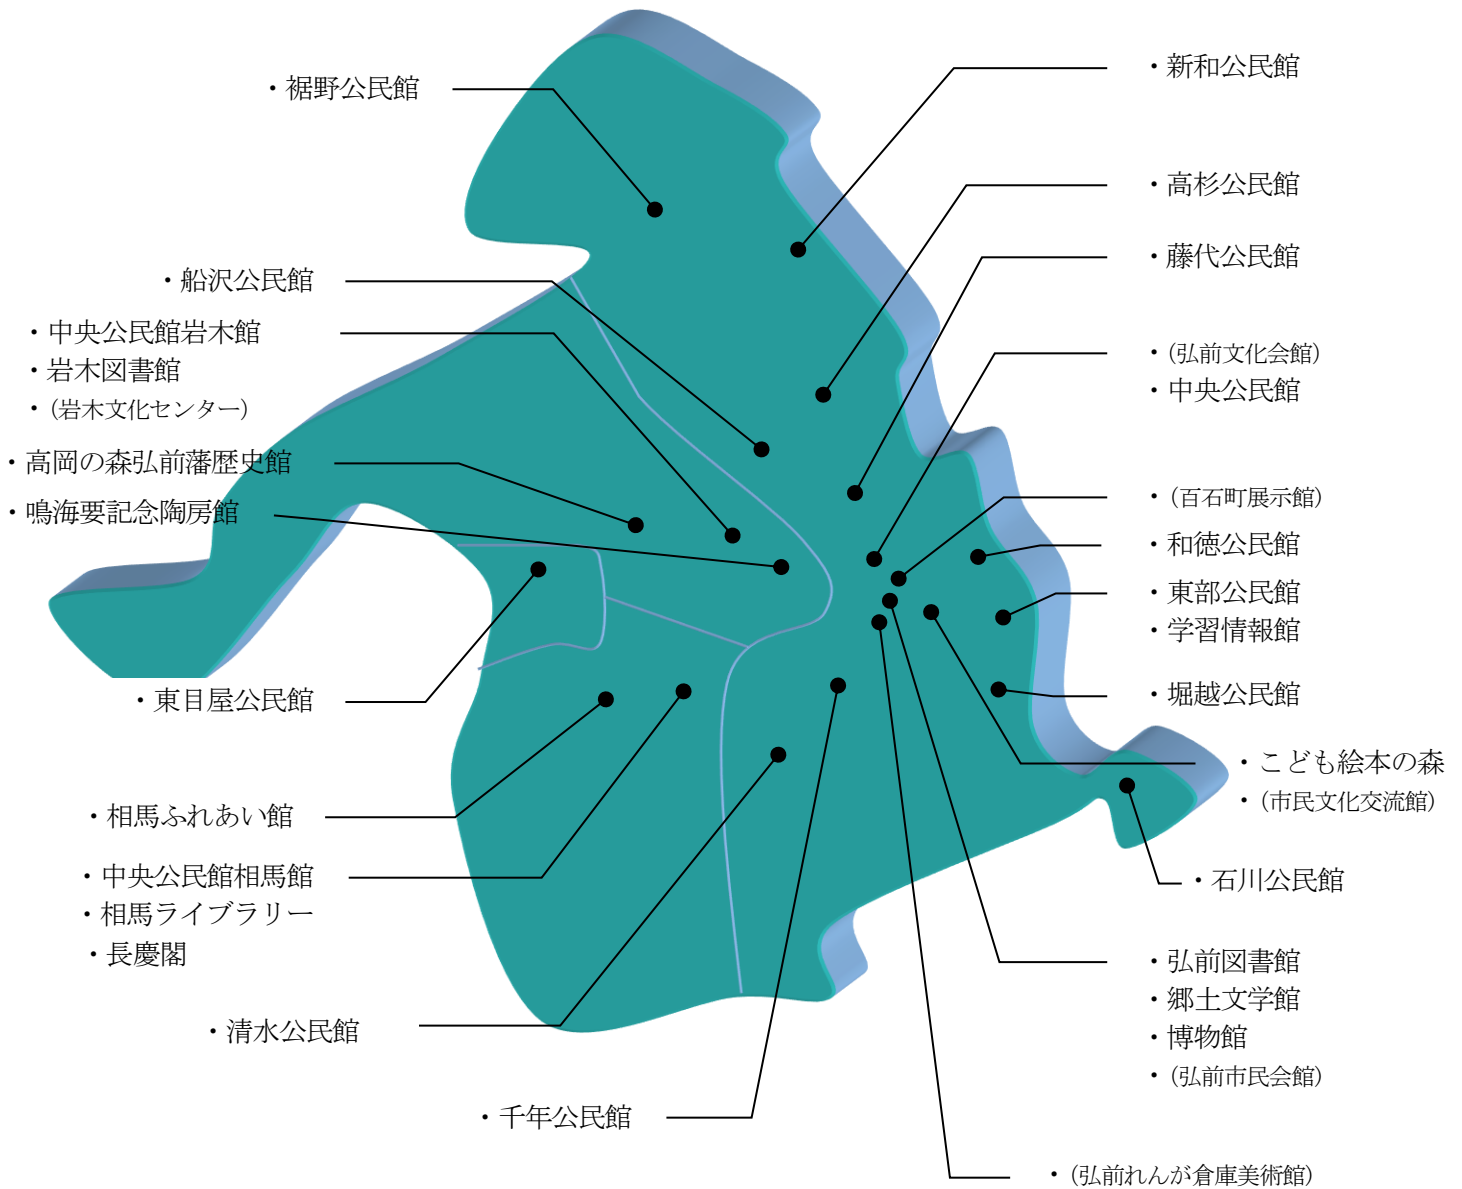 ・裾野公民館
・船沢公民館
・中央公民館岩木館
・岩木図書館
・（岩木文化センター）
・高岡の森弘前藩歴史館
・鳴海要記念陶房館
・東目屋公民館
・相馬ふれあい館
・中央公民館相馬館
・相馬ライブラリー
・長慶閣
・清水公民館
・千年公民館
・新和公民館
・高杉公民館
・藤代公民館
・（弘前文化会館）
・中央公民館
・（百石町展示館）
・和徳公民館
・東部公民館
・学習情報館
・堀越公民館
・こども絵本の森
・（市民文化交流館）
・石川公民館
・弘前図書館
・郷土文学館
・博物館
・（弘前市民会館）
・（弘前れんが倉庫美術館）